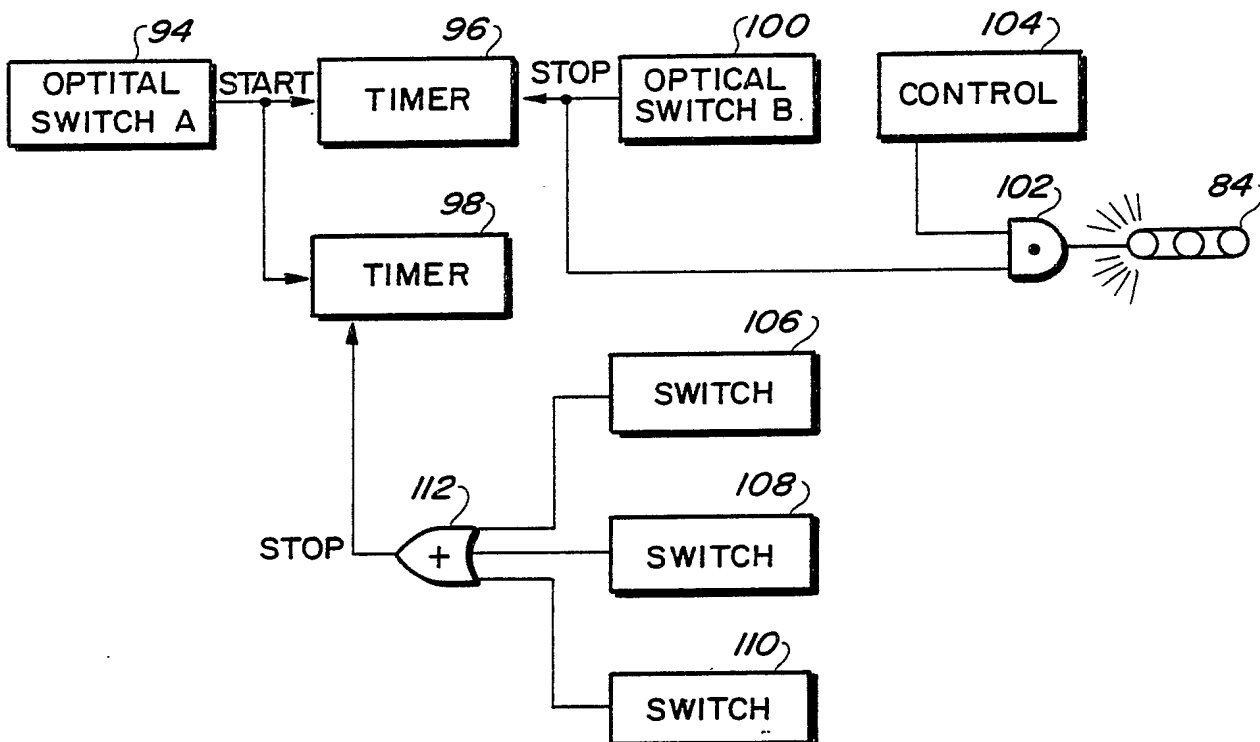 94
96
100
104
OPTITAL
SWITCH A
START
TIMER
STOP
OPTICAL
SWITCH B
CONTROL
102
84
98
TIMER
106
SWITCH
112
+
STOP
108
SWITCH
110
SWITCH